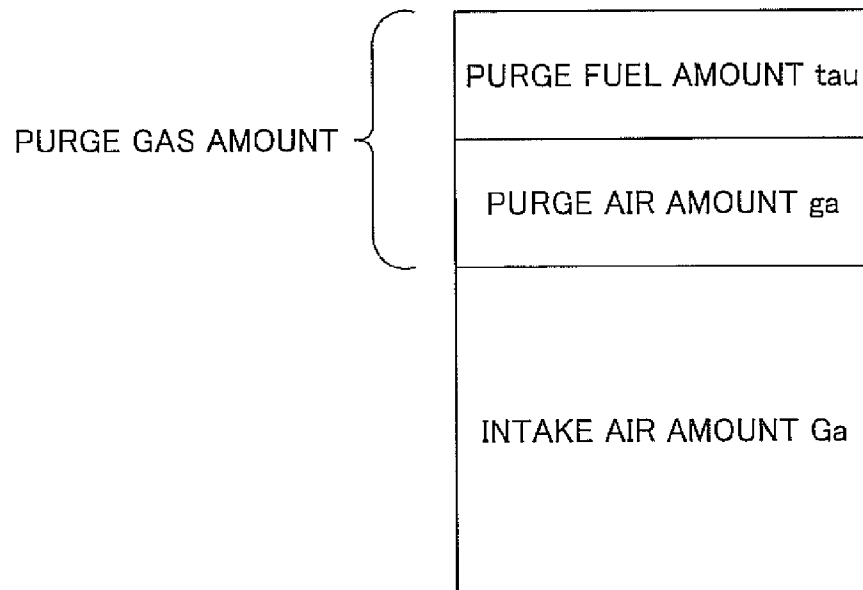 PURGE FUEL AMOUNT tau
PURGE GAS AMOUNT
PURGE AIR AMOUNT ga
INTAKE AIR AMOUNT Ga